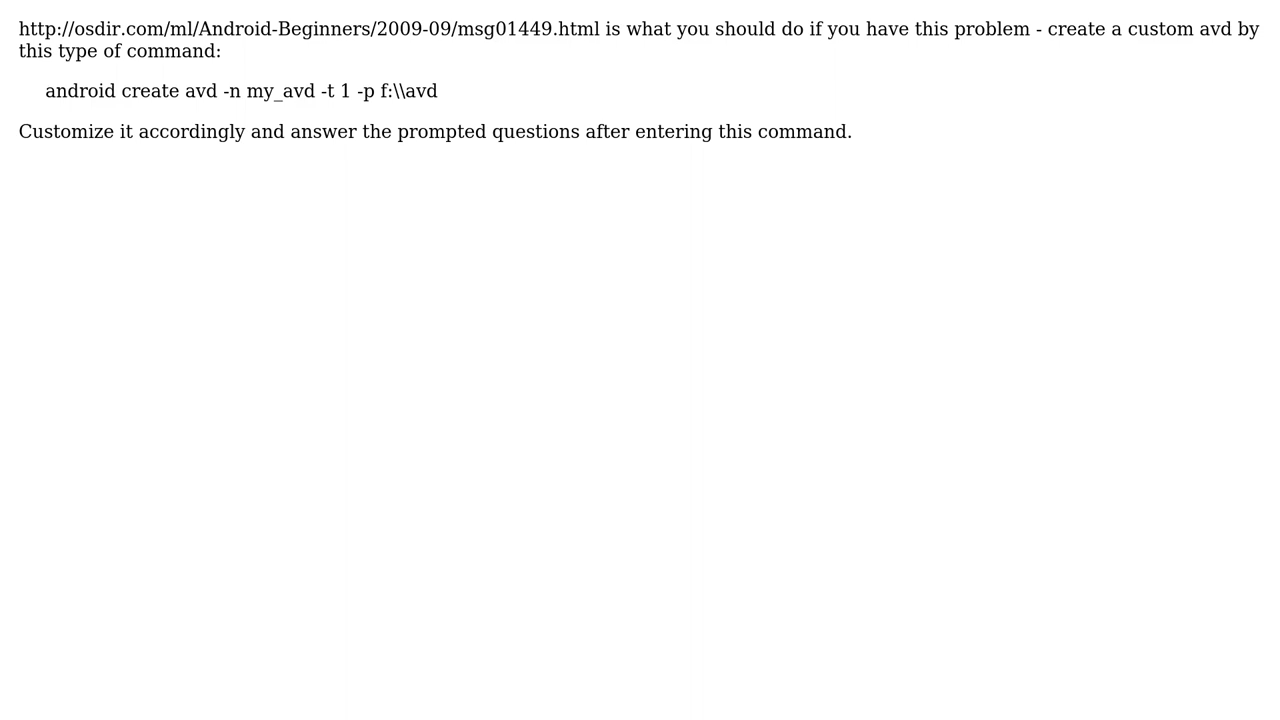 http://osdir.com/ml/Android-Beginners/2009-09/msg01449.html is what you should do if you have this problem - create a custom avd by
this type of command:
android create avd -n my_avd -t 1 -p f:\\avd
Customize it accordingly and answer the prompted questions after entering this command.